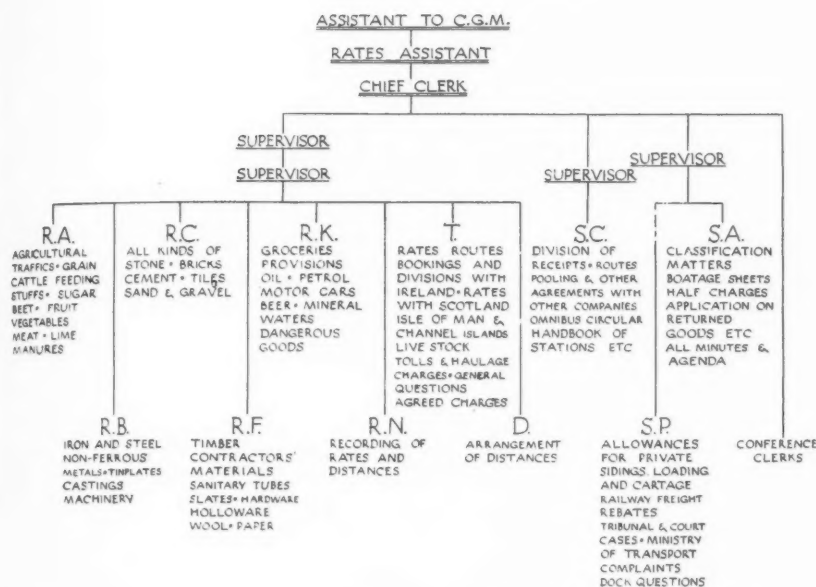 ASSISTANT TO C.G.M.
RATES ASSISTANT
CHIEF CLERK
SUPERVISOR
SUPERVISOR
SUPERVISOR
SUPERVISOR
R.A.
AGRICULTURAL
TRAFFICS=GRAIN
CATTLE FEEDING
STUFFS= SUGAR
BEET= FRUIT
VEGETABLES
MEAT= LIME
MANURES
R.C.
ALL KINDS OF
STONE= BRICKS
CEMENT= TILES
SAND & GRAVEL
R.K.
GROCERIES
PROVISIONS
OIL = PETROL
MOTOR CARS
BEER= MINERAL
WATERS
DANGEROUS
GOODS
T.
RATES ROUTES
BOOKINGS AND
DIVISIONS WITH
IRELAND=RATES
WITH SCOTLAND
ISLE OF MAN &
CHANNEL ISLANDS
LIVE STOCK
TOLLS & HAULAGE
CHARGES=GENERAL
QUESTIONS
AGREED CHARGES
S.C.
DIVISION OF
RECEIPTS=ROUTES
POOLING & OTHER
AGREEMENTS WITH
OTHER COMPANIES
OMNIBUS CIRCULAR
HANDBOOK OF
STATIONS ETC
S.A.
CLASSIFICATION
MATTERS
BOATAGE SHEETS
HALF CHARGES
APPLICATION ON
RETURNED
GOODS ETC
ALL MINUTES &
AGENDA
R.B.
IRON AND STEEL
NON-FERROUS
METALS=TINPLATES
CASTINGS
MACHINERY
R.F.
TIMBER
CONTRACTORS'
MATERIALS
SANITARY TUBES
SLATES=HARDWARE
HOLLOWARE
WOOL=PAPER
R.N.
RECORDING OF
RATES AND
DISTANCES
D.
ARRANGEMENT
OF DISTANCES
S.P.
ALLOWANCES
FOR PRIVATE
SIDINGS. LOADING
AND CARTAGE
RAILWAY FREIGHT
REBATES
TRIBUNAL & COURT
CASES=MINISTRY
OF TRANSPORT
COMPLAINTS
DOCK QUESTIONS
CONFERENCE
CLERKS